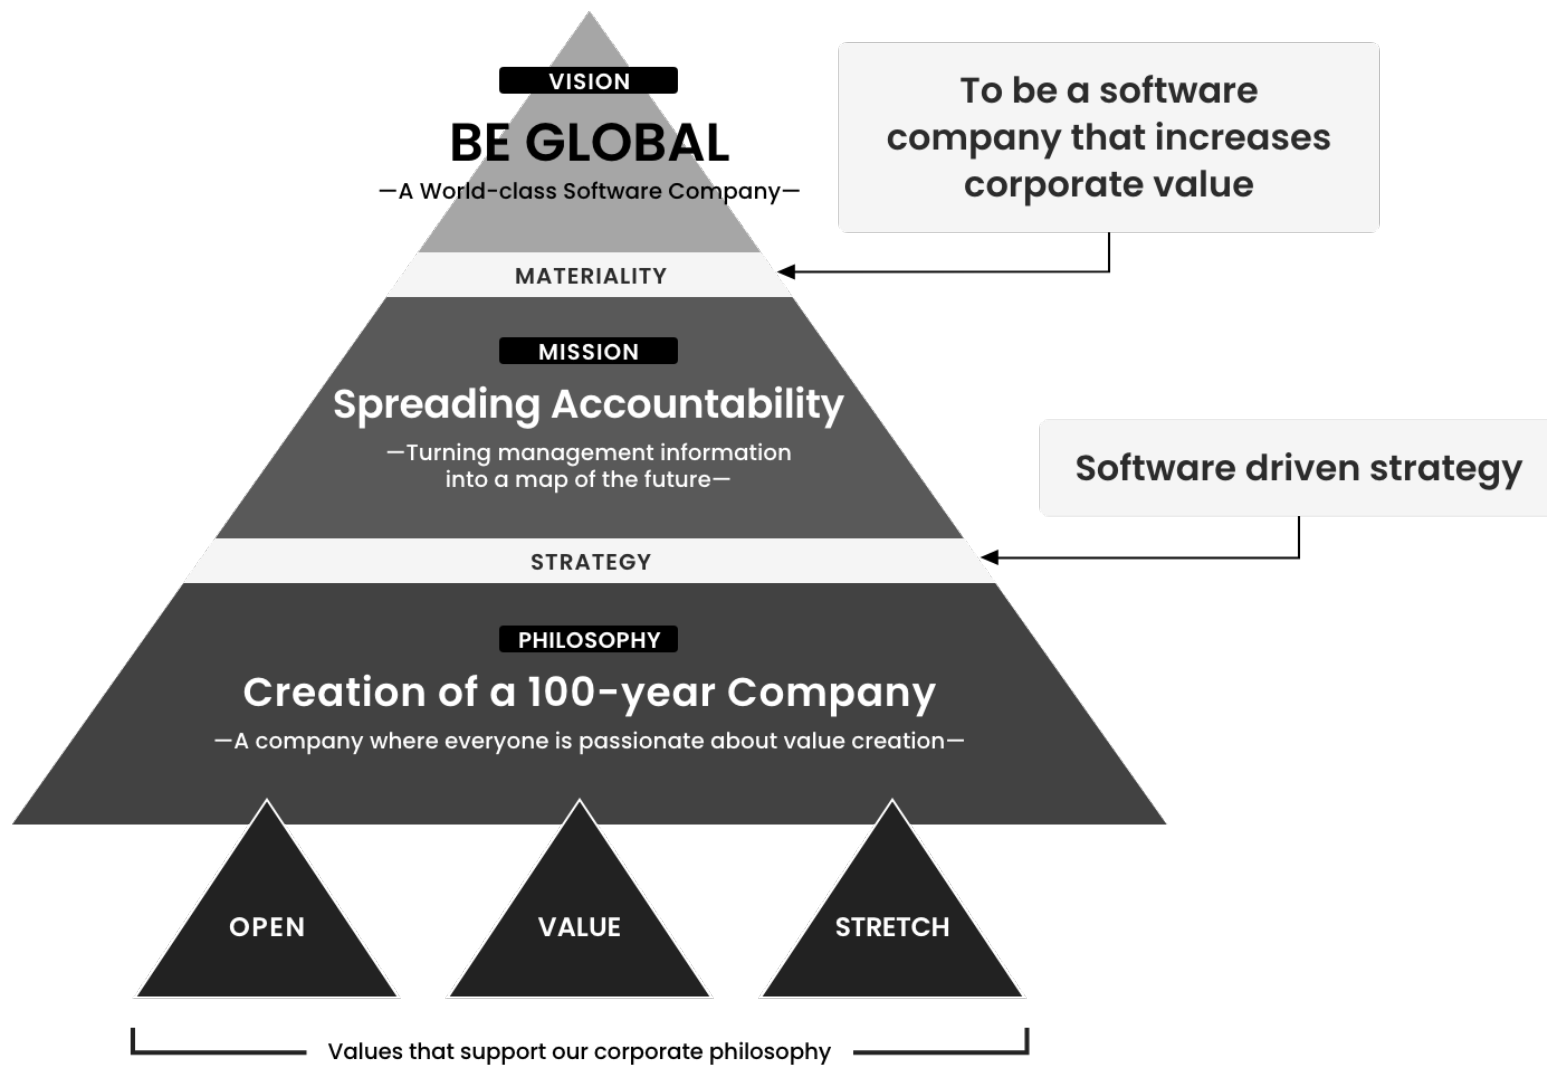 VISION
BE GLOBAL
—A World-class Software Company—
To be a software
company that increases
corporate value
MATERIALITY
MISSION
Spreading Accountability
—Turning management information
into a map of the future—
Software driven strategy
STRATEGY
PHILOSOPHY
Creation of a 100-year Company
—A company where everyone is passionate about value creation—
OPEN
VALUE
STRETCH
Values that support our corporate philosophy